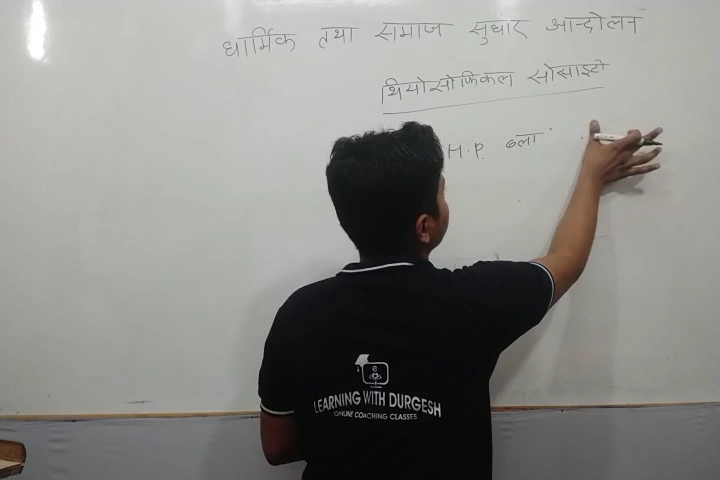 धार्मिक तथा समाज सुधार आन्दोलन
थियोसोफिकल सोसाइटी
H.P. ब्ला
e
LEARNING WITH DURGESH
ONLINE COACHING CLASSES